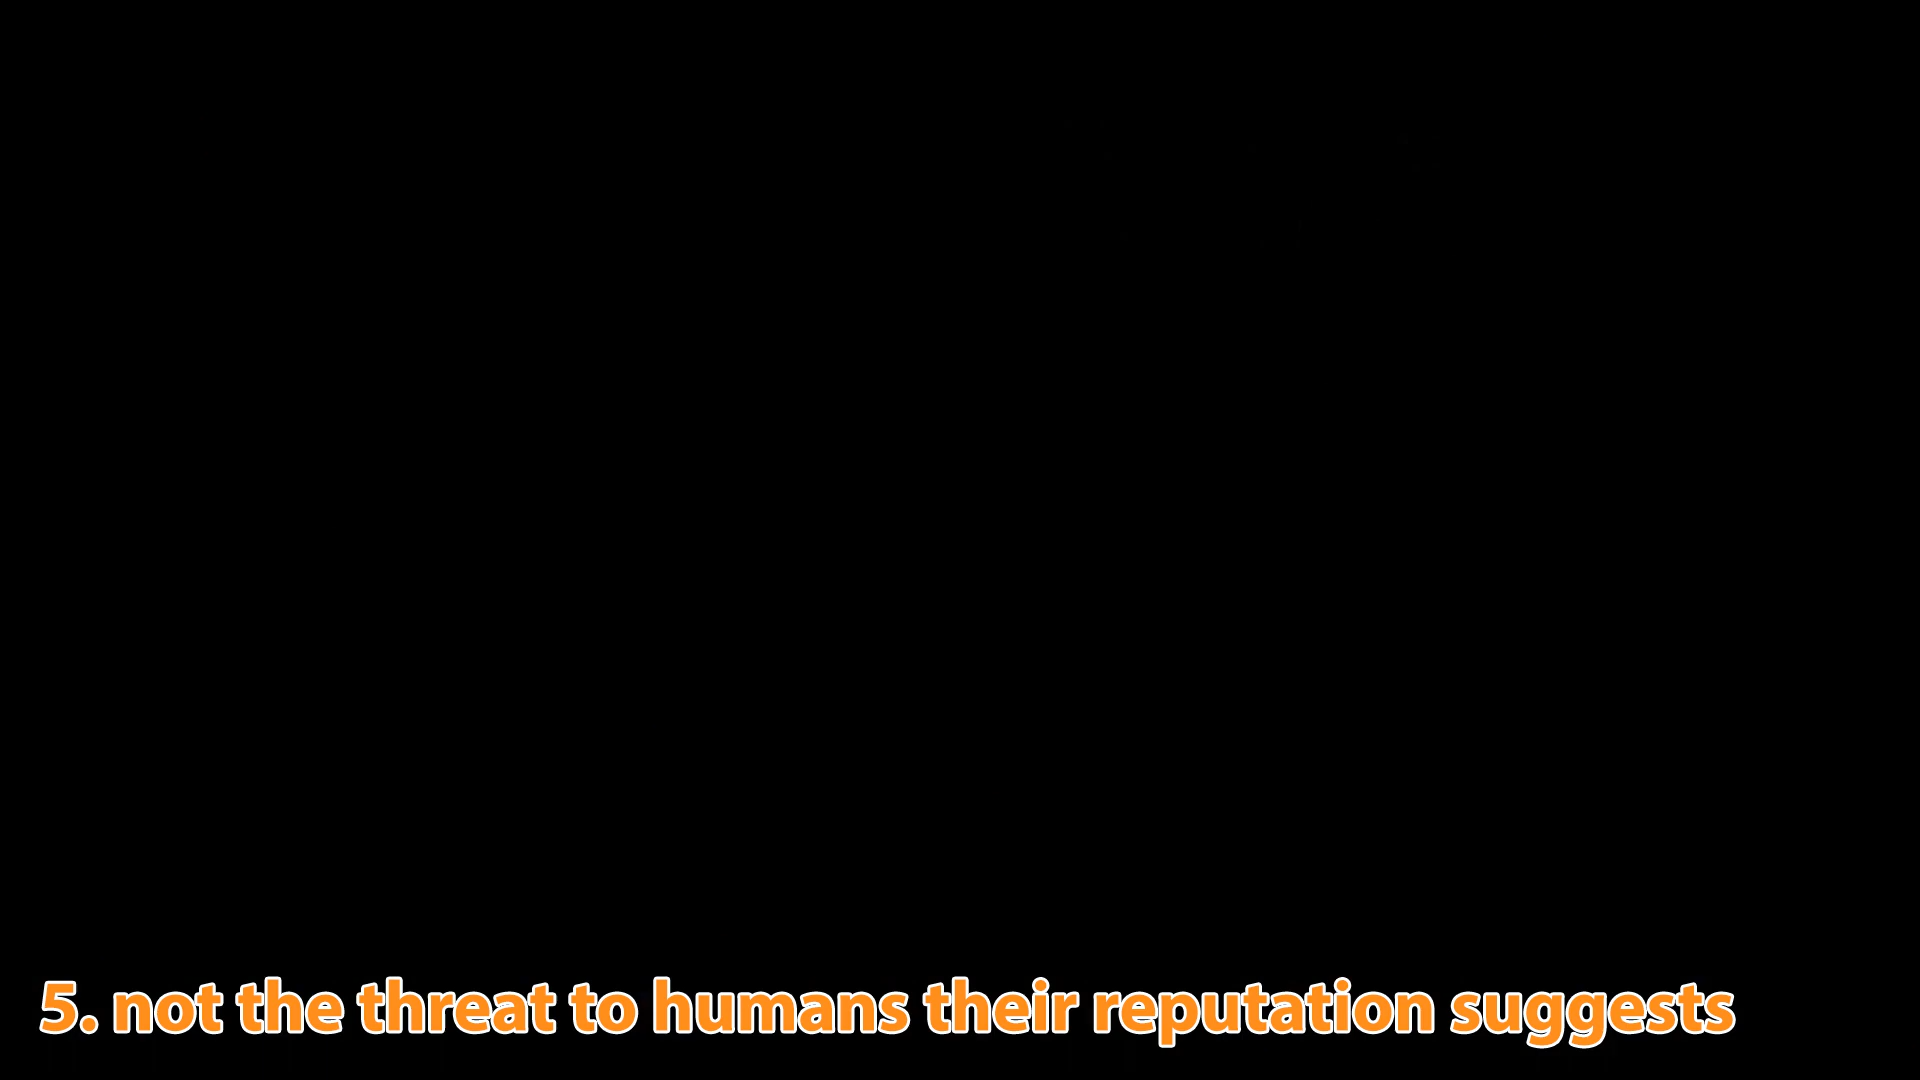 5. not the threat to humans their reputation suggests